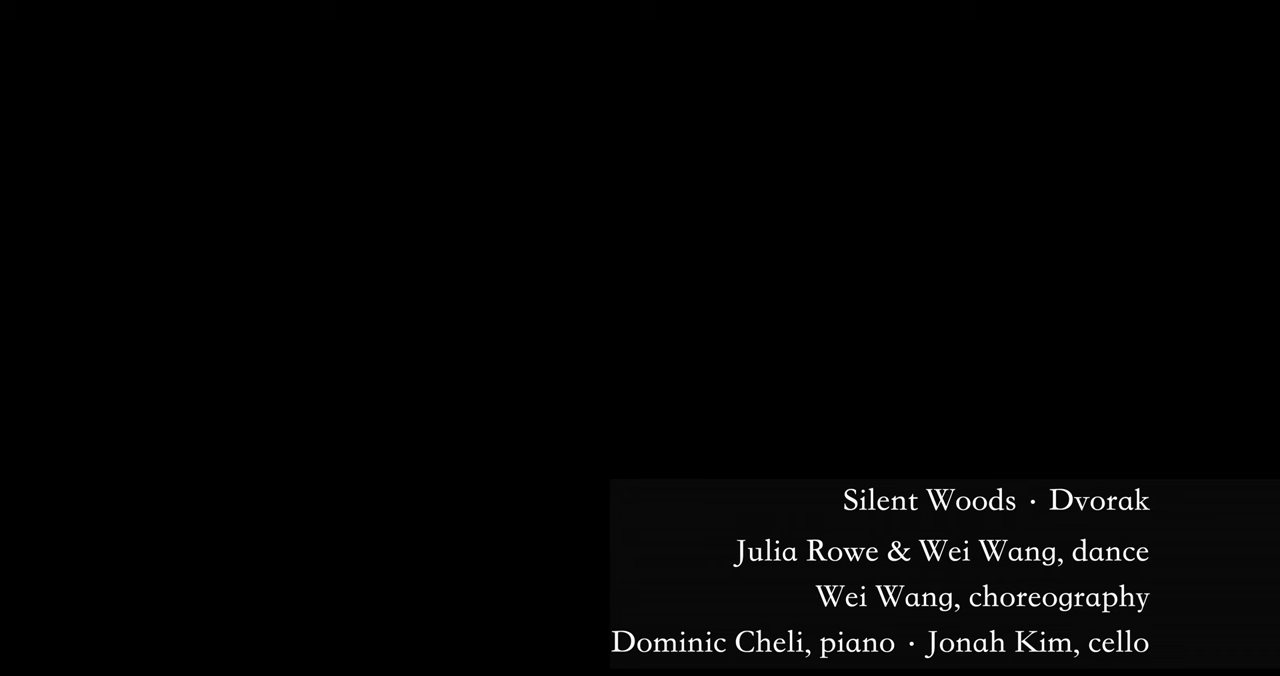 Silent Woods · Dvorak
Julia Rowe & Wei Wang, dance
Wei Wang, choreography
Dominic Cheli, piano · Jonah Kim, cello